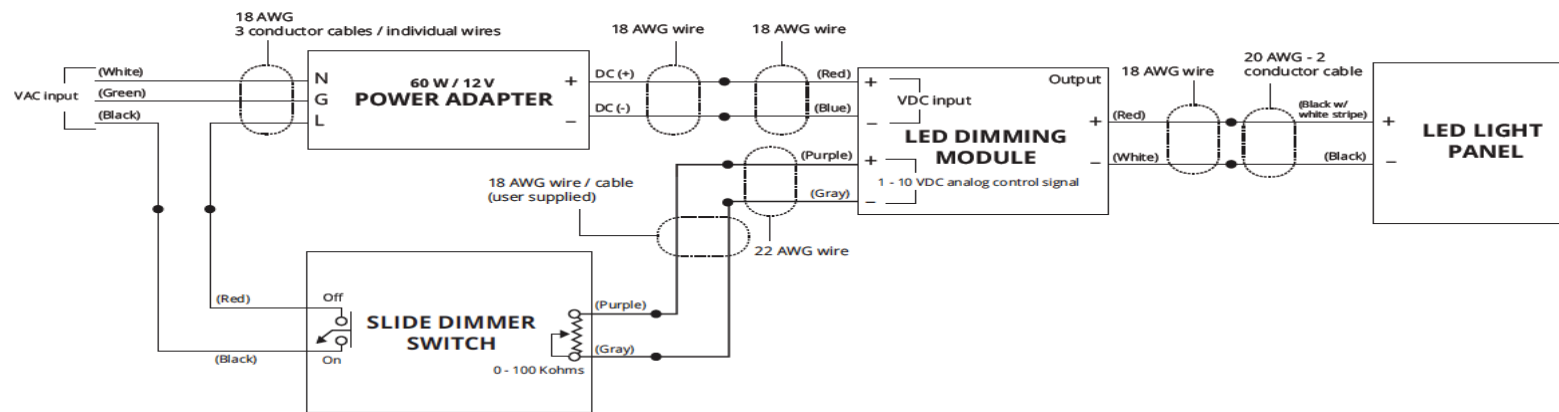 18 AWG
3 conductor cables / individual wires
18 AWG wire
18 AWG wire
20 AWG - 2
conductor cable
18 AWG wire
VAC input
(White)
(Green)
(Black)
N
G
L
60 W / 12 V
POWER ADAPTER
+
−
DC (+)
DC (-)
(Red)
(Blue)
(Purple)
(Gray)
+
−
VDC input
Output
LED DIMMING
MODULE
+
−
1 - 10 VDC analog control signal
+
−
(Red)
(White)
(Black w/
white stripe)
(Black)
+
−
LED LIGHT
PANEL
18 AWG wire / cable
(user supplied)
22 AWG wire
(Red)
(Black)
Off
On
SLIDE DIMMER
SWITCH
0 - 100 Kohms
(Purple)
(Gray)